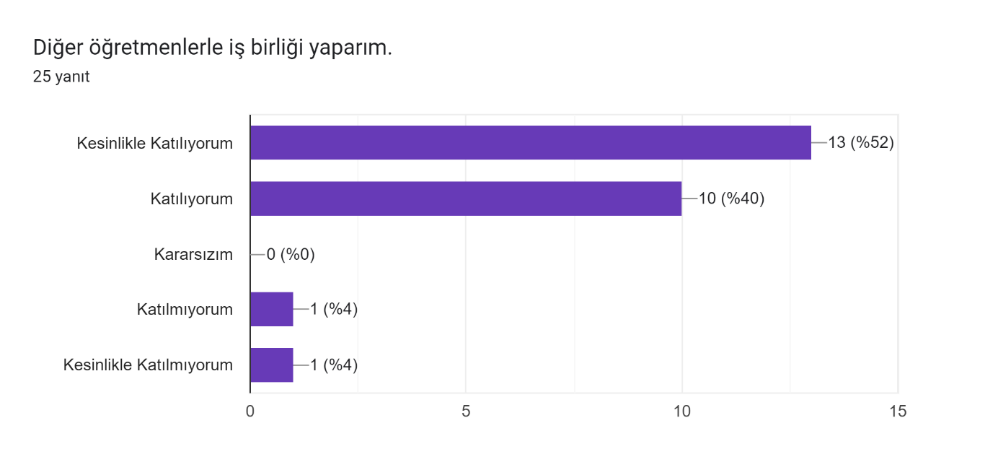 Diğer öğretmenlerle iş birliği yaparım.
25 yanıt
Kesinlikle Katılıyorum 13 (%52)
Katılıyorum 10 (%40)
Kararsızım 0 (%0)
Katılmıyorum 1 (%4)
Kesinlikle Katılmıyorum 1 (%4)
0 5 10 15